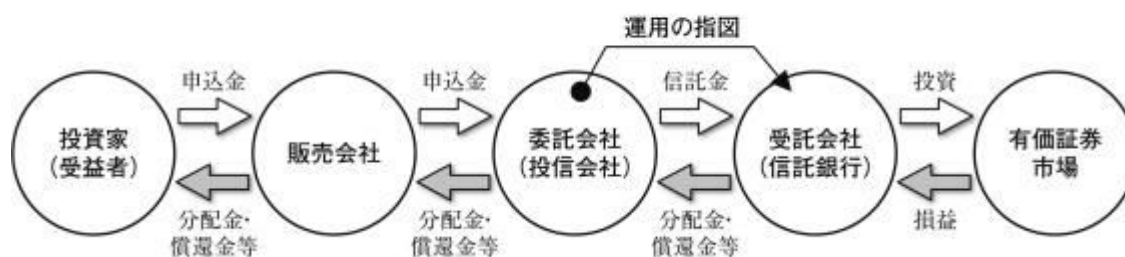 運用の指図
申込金
申込金
信託金
投資
投資家
(受益者)
販売会社
委託会社
(投信会社)
受託会社
(信託銀行)
有価証券
市場
分配金・
償還金等
分配金・
償還金等
分配金・
償還金等
損益